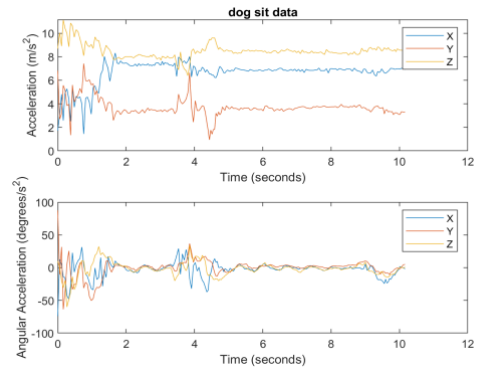 dog sit data
Acceleration (m/s²)
10
8
6
4
2
0
X
Y
Z
0 2 4 6 8 10 12
Time (seconds)
Angular Acceleration (degrees/s²)
100
50
0
-50
-100
X
Y
Z
0 2 4 6 8 10 12
Time (seconds)